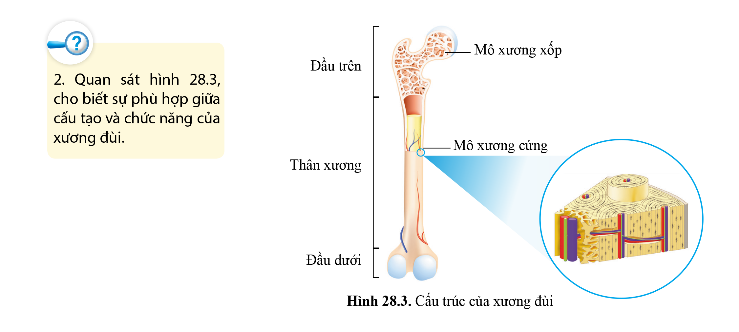 ?
2. Quan sát hình 28.3,
cho biết sự phù hợp giữa
cấu tạo và chức năng của
xương đùi.
Đầu trên
Mô xương xốp
Mô xương cứng
Thân xương
Đầu dưới
Hình 28.3. Cấu trúc của xương đùi